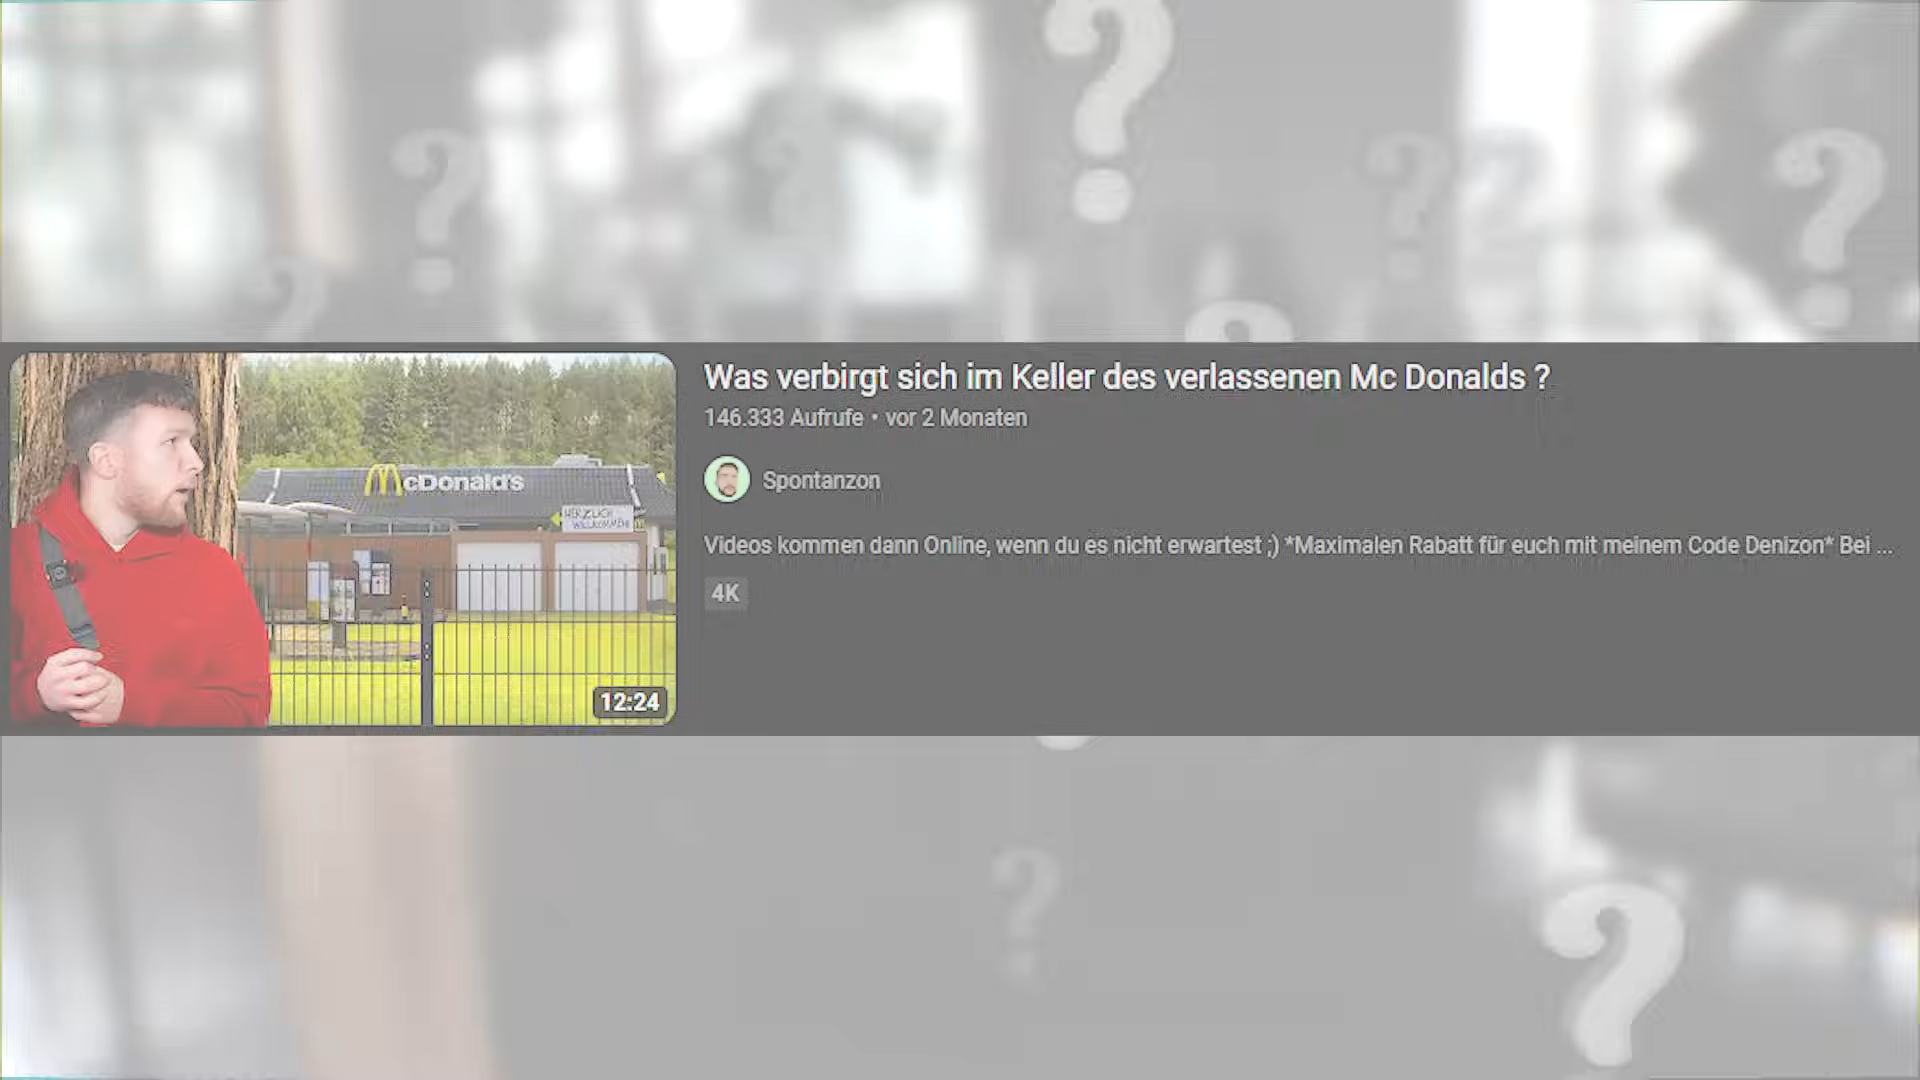 Was verbirgt sich im Keller des verlassenen Mc Donalds ?
146.333 Aufrufe • vor 2 Monaten
Spontanzon
Videos kommen dann Online, wenn du es nicht erwartest ;) *Maximalen Rabatt für euch mit meinem Code Denizon* Bei ...
4K
McDonald's
HERZLICH
WILLKOMMEN
12:24
? ? ? ? ? ? ? ?
? ?